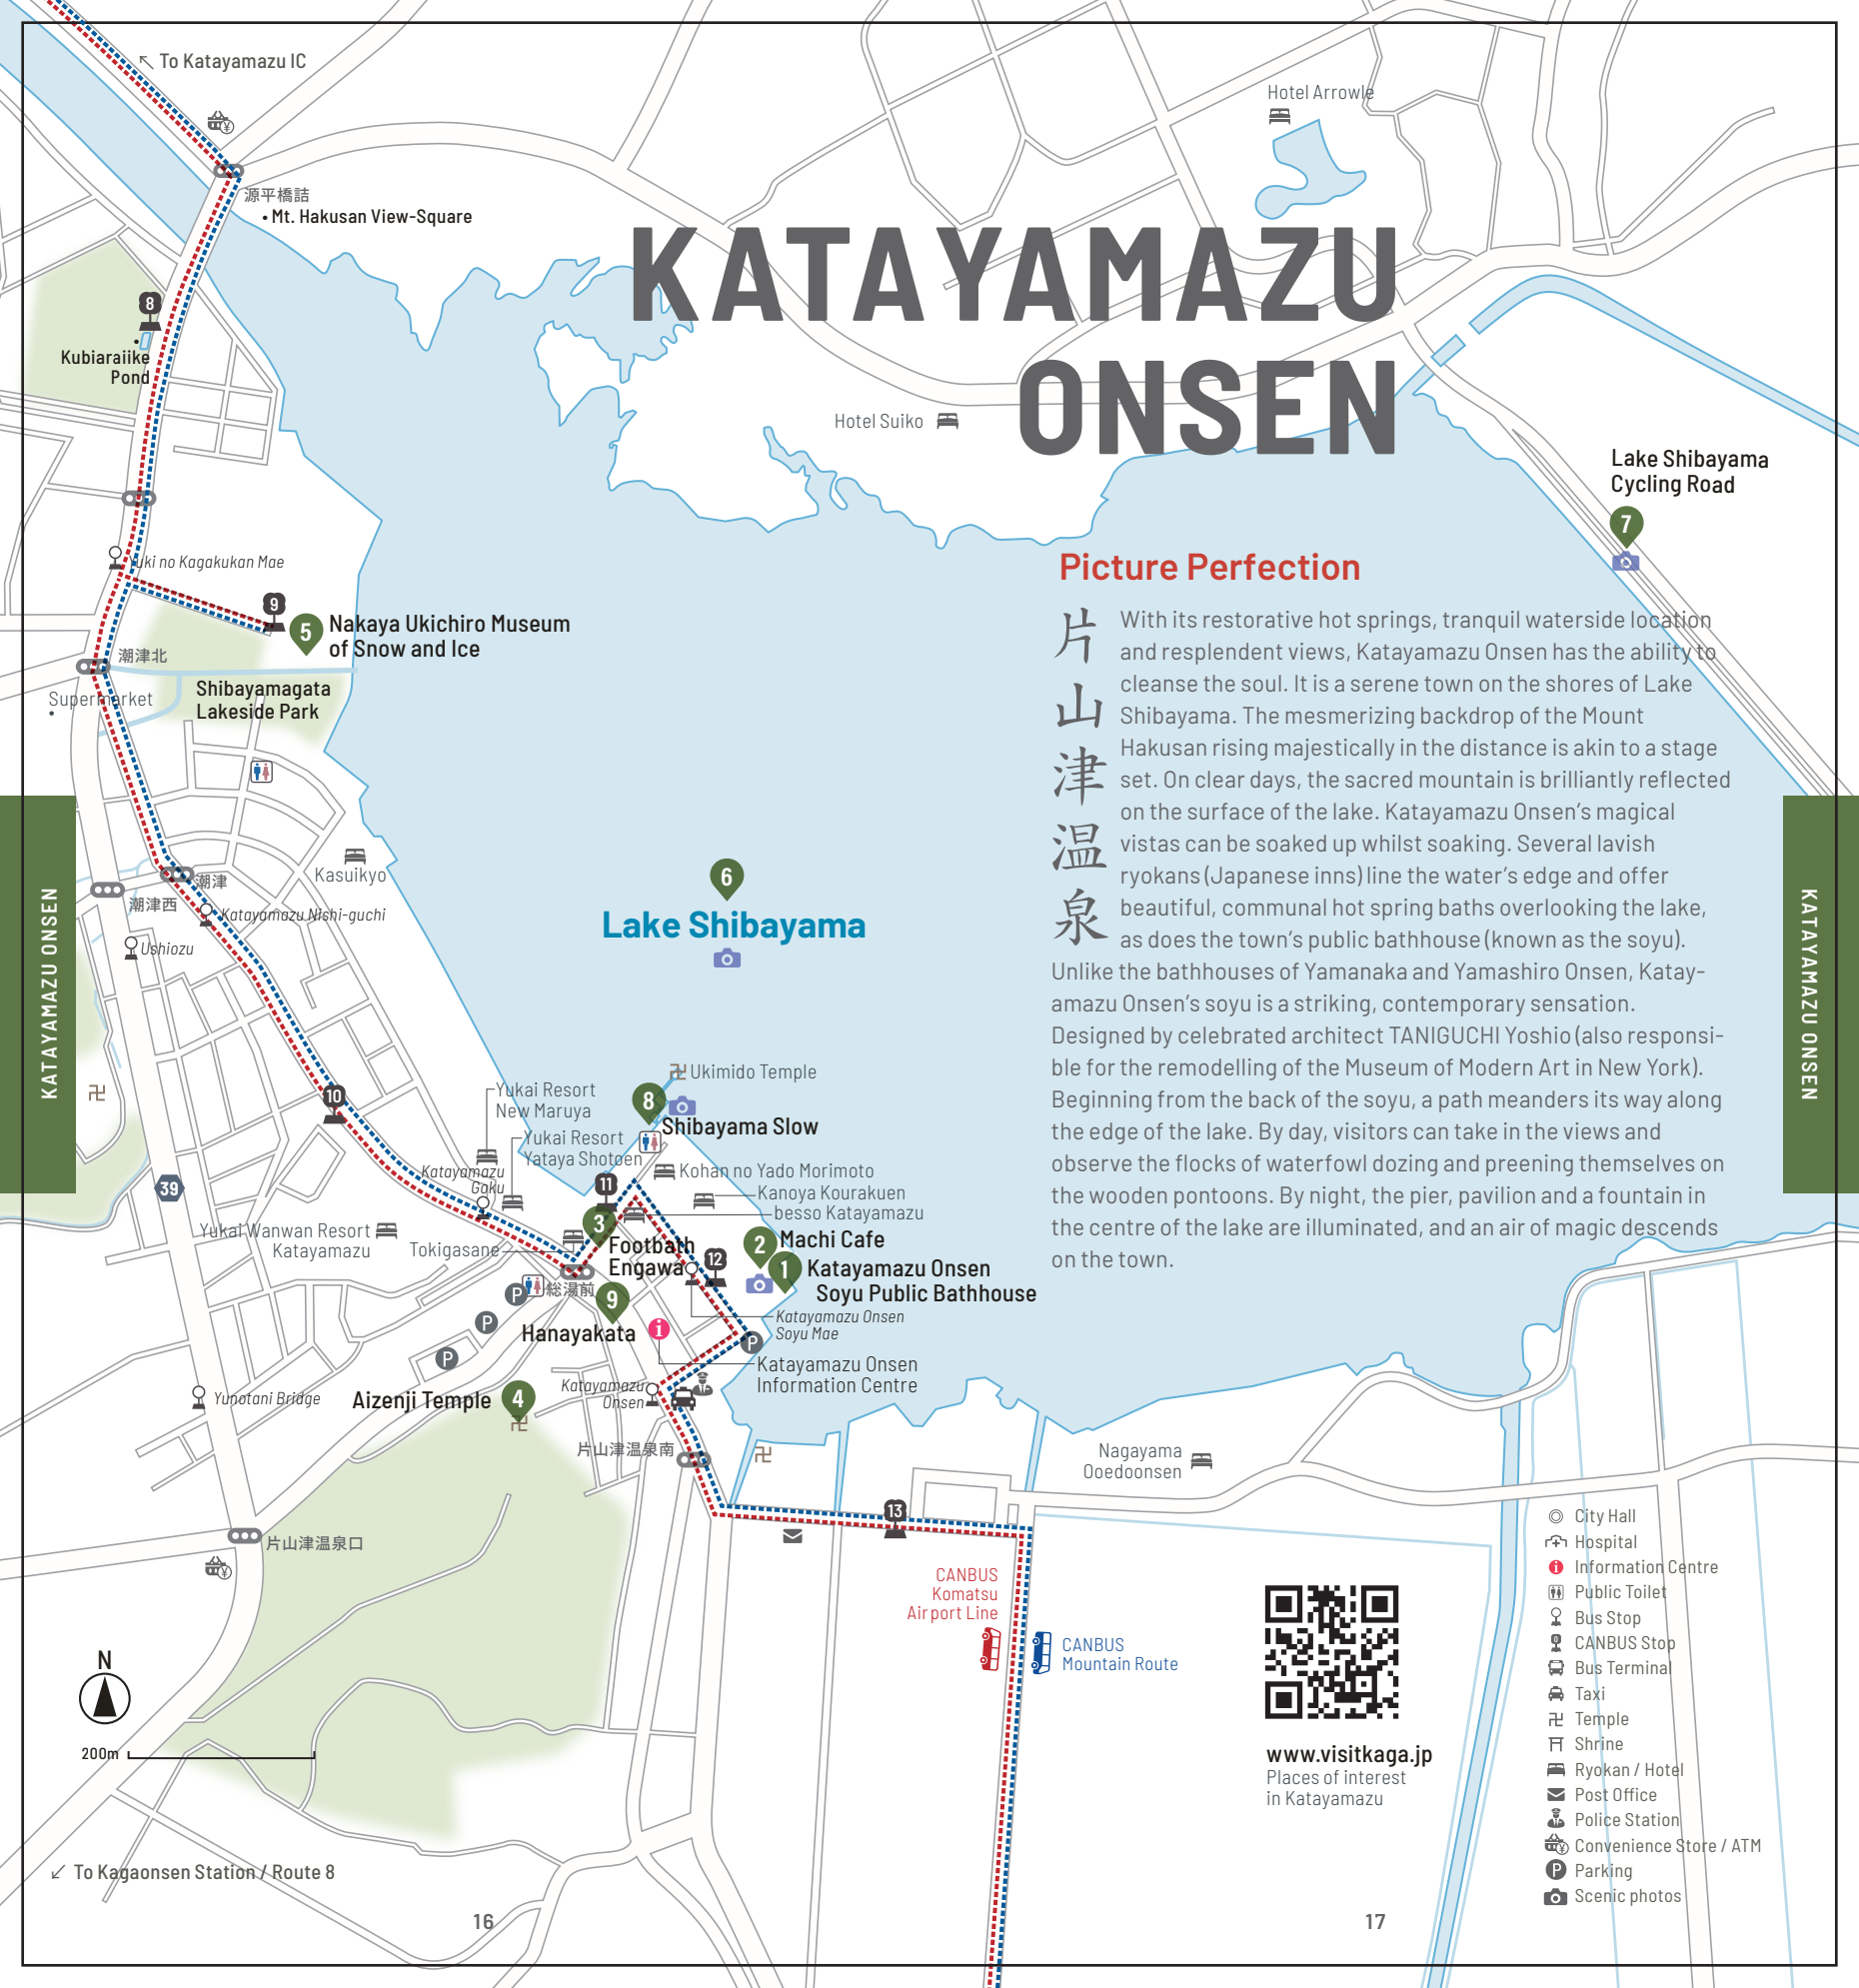 To Katayamazu IC
Hotel Arrowle
源平橋詰
Mt. Hakusan View-Square
KATAYAMAZU
ONSEN
8
Kubiaraiike
Pond
Hotel Suiko
Lake Shibayama
Cycling Road
7
Yuki no Kagakukan Mae
9
5
Nakaya Ukichiro Museum
of Snow and Ice
潮津北
Supermarket
Shibayamagata
Lakeside Park
Picture Perfection
片山津温泉
With its restorative hot springs, tranquil waterside location
and resplendent views, Katayamazu Onsen has the ability to
cleanse the soul. It is a serene town on the shores of Lake
Shibayama. The mesmerizing backdrop of the Mount
Hakusan rising majestically in the distance is akin to a stage
set. On clear days, the sacred mountain is brilliantly reflected
on the surface of the lake. Katayamazu Onsen's magical
vistas can be soaked up whilst soaking. Several lavish
ryokans (Japanese inns) line the water's edge and offer
beautiful, communal hot spring baths overlooking the lake,
as does the town's public bathhouse (known as the soyu).
Unlike the bathhouses of Yamanaka and Yamashiro Onsen, Katay-
amazu Onsen's soyu is a striking, contemporary sensation.
Designed by celebrated architect TANIGUCHI Yoshio (also responsi-
ble for the remodelling of the Museum of Modern Art in New York).
Beginning from the back of the soyu, a path meanders its way along
the edge of the lake. By day, visitors can take in the views and
observe the flocks of waterfowl dozing and preening themselves on
the wooden pontoons. By night, the pier, pavilion and a fountain in
the centre of the lake are illuminated, and an air of magic descends
on the town.
Kasuikyo
潮津
潮津西
Katayamazu Nishi-guchi
Ushiozu
6
Lake Shibayama
KATAYAMAZU ONSEN
KATAYAMAZU ONSEN
10
39
Yukai Resort
New Maruya
Yukai Resort
Yataya Shotoen
Ukimido Temple
8
Shibayama Slow
Kohan no Yado Morimoto
Kanoya Kourakuen
besso Katayamazu
Katayamazu
Goku
11
3
Footbath
Engawa
12
2
Machi Cafe
1
Katayamazu Onsen
Soyu Public Bathhouse
Yukai Wanwan Resort
Katayamazu
Tokigasane
P
総湯前
9
Hanayakata
i
P
P
P
Katayamazu Onsen
Soyu Mae
Katayamazu Onsen
Information Centre
Yunotani Bridge
Aizenji Temple
4
Katayamazu
Onsen
片山津温泉南
Nagayama
Ooedoonsen
13
片山津温泉口
CANBUS
Komatsu
Airport Line
CANBUS
Mountain Route
N
200m
www.visitkaga.jp
Places of interest
in Katayamazu
City Hall
Hospital
i Information Centre
Public Toilet
Bus Stop
CANBUS Stop
Bus Terminal
Taxi
Temple
Shrine
Ryokan / Hotel
Post Office
Police Station
Convenience Store / ATM
P Parking
Scenic photos
To Kagaonsen Station / Route 8
16
17